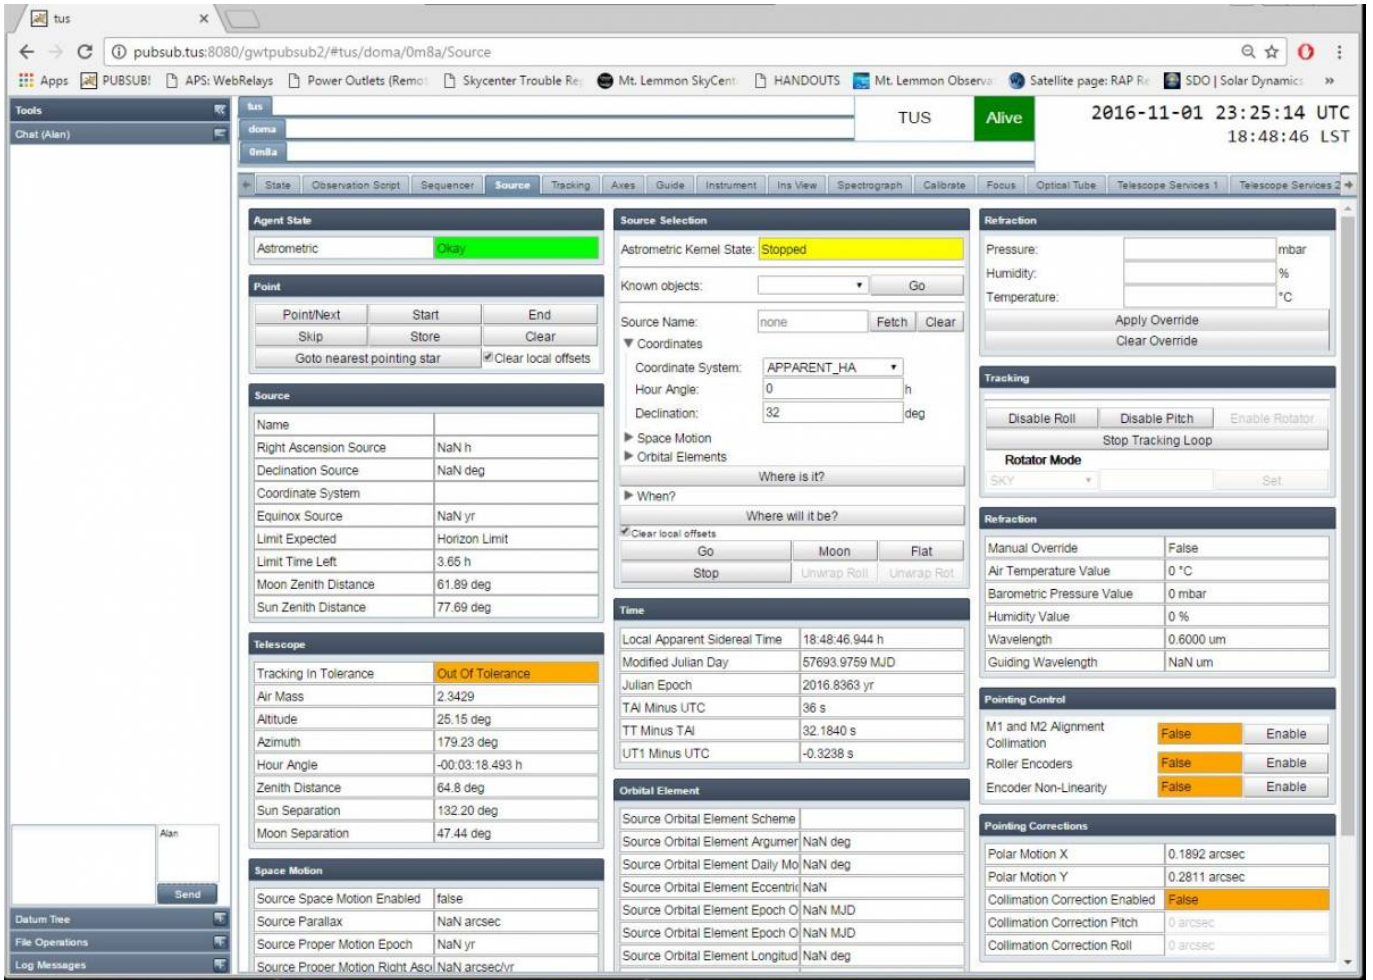 tus
pubsub.tus:8080/gwtpubsub2/#tus/doma/0m8a/Source
Apps PUBSUB! APS: WebRelays Power Outlets (Remo Skycenter Trouble Re Mt. Lemmon SkyCent HANDOUTS Mt. Lemmon Observa Satellite page: RAP R SDO | Solar Dynamics »
Tools
Chat (Alen)
tus
doma
0m8a
TUS
Alive
2016-11-01 23:25:14 UTC
18:48:46 LST
State Observation Script Sequencer Source Tracking Axes Guide Instrument Ins View Spectrograph Calibrate Focus Optical Tube Telescope Services 1 Telescope Services 2
Agent State
Astrometric Okay
Point
Point/Next Start End
Skip Store Clear
Goto nearest pointing star Clear local offsets
Source
Name
Right Ascension Source NaN h
Declination Source NaN deg
Coordinate System
Equinox Source NaN yr
Limit Expected Horizon Limit
Limit Time Left 3.65 h
Moon Zenith Distance 61.89 deg
Sun Zenith Distance 77.69 deg
Telescope
Tracking In Tolerance Out Of Tolerance
Air Mass 2.3429
Altitude 25.15 deg
Azimuth 179.23 deg
Hour Angle -00:03:18.493 h
Zenith Distance 64.8 deg
Sun Separation 132.20 deg
Moon Separation 47.44 deg
Space Motion
Source Space Motion Enabled false
Source Parallax NaN arcsec
Source Proper Motion Epoch NaN yr
Source Proper Motion Right Asc NaN arcsec/yr
Source Selection
Astrometric Kernel State: Stopped
Known objects: Go
Source Name: none Fetch Clear
Coordinates
Coordinate System: APPARENT_HA
Hour Angle: 0 h
Declination: 32 deg
Space Motion
Orbital Elements
Where is it?
When?
Where will it be?
Clear local offsets
Go Moon Flat
Stop Unwrap Roll Unwrap Rot
Time
Local Apparent Sidereal Time 18:48:46.944 h
Modified Julian Day 57693.9759 MJD
Julian Epoch 2016.8363 yr
TAI Minus UTC 36 s
TT Minus TAI 32.1840 s
UT1 Minus UTC -0.3238 s
Orbital Element
Source Orbital Element Scheme
Source Orbital Element Argumer NaN deg
Source Orbital Element Daily Mo NaN deg
Source Orbital Element Eccentric NaN
Source Orbital Element Epoch O NaN MJD
Source Orbital Element Epoch O NaN MJD
Source Orbital Element Longitud NaN deg
Refraction
Pressure: mbar
Humidity: %
Temperature: °C
Apply Override
Clear Override
Tracking
Disable Roll Disable Pitch Enable Rotator
Stop Tracking Loop
Rotator Mode
SKY Set
Refraction
Manual Override False
Air Temperature Value 0 °C
Barometric Pressure Value 0 mbar
Humidity Value 0 %
Wavelength 0.6000 um
Guiding Wavelength NaN um
Pointing Control
M1 and M2 Alignment
Collimation False Enable
Roller Encoders False Enable
Encoder Non-Linearity False Enable
Pointing Corrections
Polar Motion X 0.1892 arcsec
Polar Motion Y 0.2811 arcsec
Collimation Correction Enabled False
Collimation Correction Pitch 0 arcsec
Collimation Correction Roll 0 arcsec
Alan
Send
Datum Tree
File Operations
Log Messages